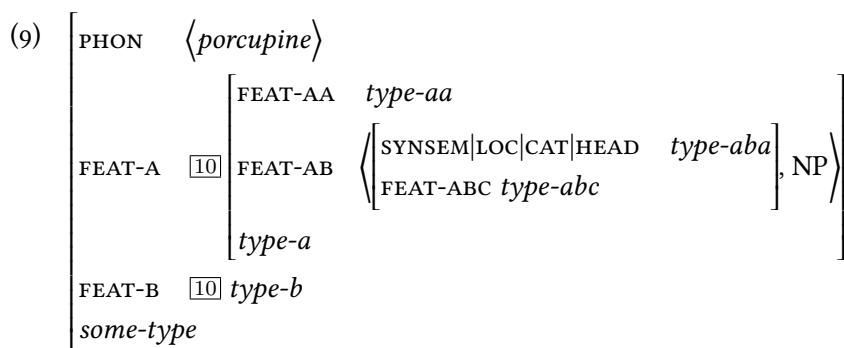 (9)
PHON ⟨porcupine⟩
FEAT-AA type-aa
SYNSEM|LOC|CAT|HEAD type-aba
FEAT-A 10 FEAT-AB ⟨ , NP⟩
FEAT-ABC type-abc
type-a
FEAT-B 10 type-b
some-type